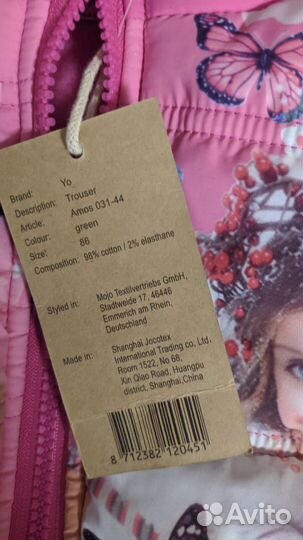 Brand: Yo_
Description: Trouser
Article: Amos 031-44
Colour: green
Size: 86
Composition: 98% cotton / 2% elasthane
Styled in: Mojo Textilvertriebs GmbH,
Stadtweide 17, 46446
Emmerich am Rhein,
Deutschland
Made in: Shanghai Jocotex
International Trading co, Ltd.
Room 1522, No 68,
Xin Qiao Road, Huangpu
district, Shanghai,China
8 712382 120451
Avito